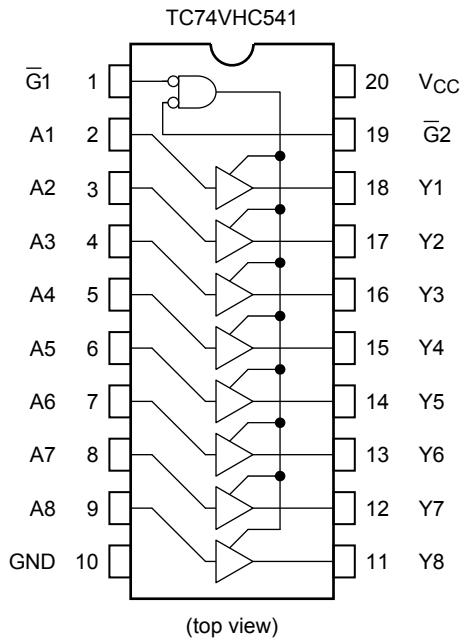 TC74VHC541
G̅1 1 20 VCC
A1 2 19 G̅2
A2 3 18 Y1
A3 4 17 Y2
A4 5 16 Y3
A5 6 15 Y4
A6 7 14 Y5
A7 8 13 Y6
A8 9 12 Y7
GND 10 11 Y8
(top view)